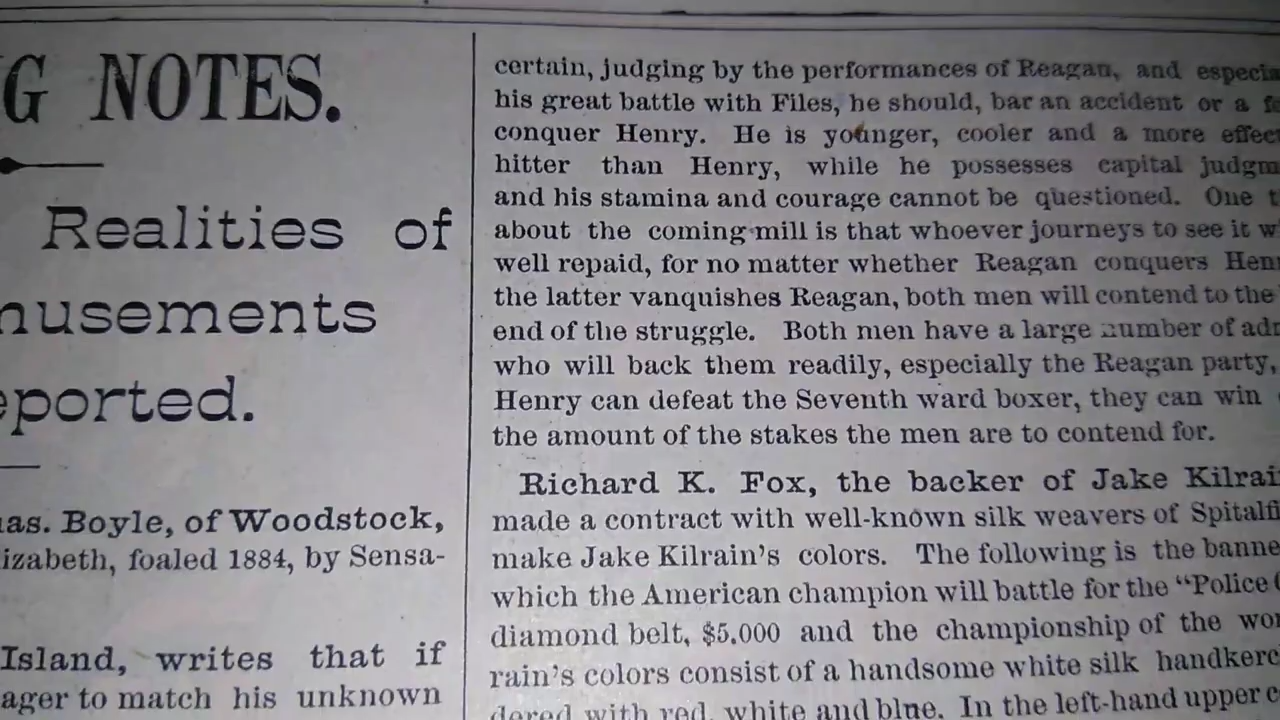 G NOTES.
Realities of
musements
eported.
as. Boyle, of Woodstock,
izabeth, foaled 1884, by Sensa-
Island, writes that if
ager to match his unknown
certain, judging by the performances of Reagan, and especia
his great battle with Files, he should, bar an accident or a
conquer Henry. He is younger, cooler and a more effec
hitter than Henry, while he possesses capital judgm
and his stamina and courage cannot be questioned. One t
about the coming mill is that whoever journeys to see it w
well repaid, for no matter whether Reagan conquers Hen
the latter vanquishes Reagan, both men will contend to the
end of the struggle. Both men have a large number of ad
who will back them readily, especially the Reagan party,
Henry can defeat the Seventh ward boxer, they can win
the amount of the stakes the men are to contend for.
Richard K. Fox, the backer of Jake Kilrai
made a contract with well-known silk weavers of Spitalfi
make Jake Kilrain's colors. The following is the banne
which the American champion will battle for the "Police
diamond belt, $5,000 and the championship of the wo
rain's colors consist of a handsome white silk handkerc
dered with red, white and blue. In the left-hand upper c